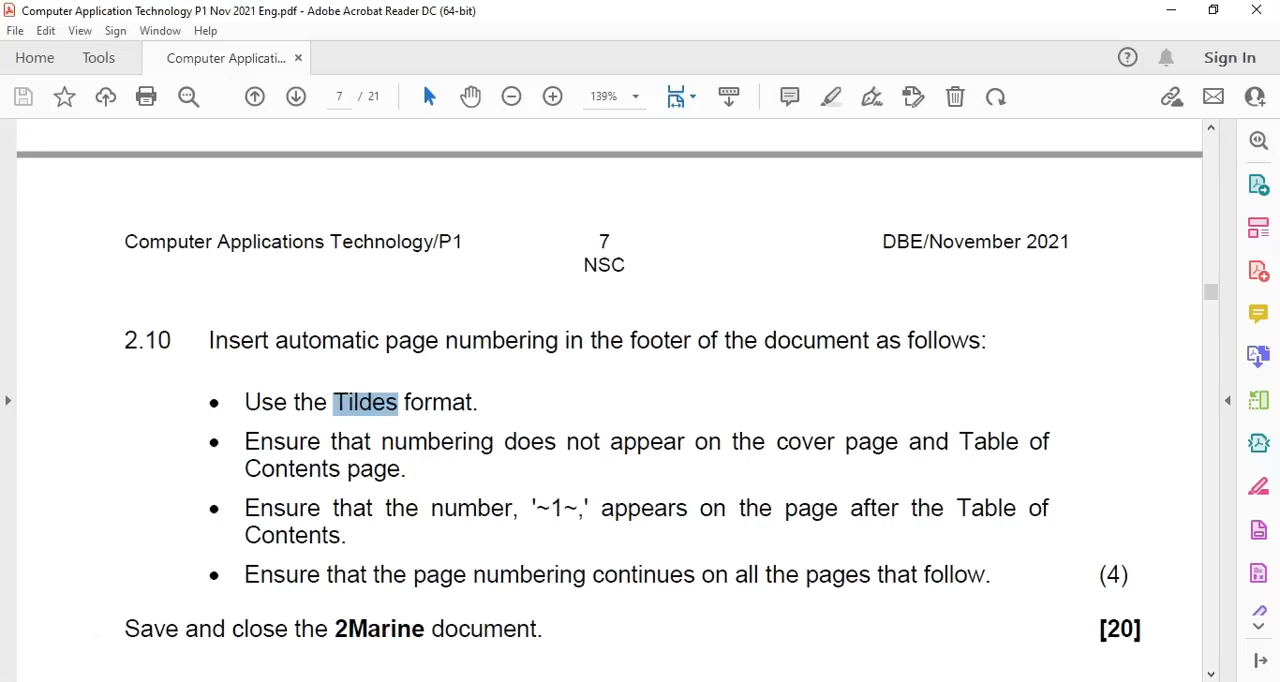 Computer Application Technology P1 Nov 2021 Eng.pdf - Adobe Acrobat Reader DC (64-bit)
File Edit View Sign Window Help
Home Tools Computer Applicati... × Sign In
7 / 21 139%
Computer Applications Technology/P1 7 DBE/November 2021
NSC
2.10 Insert automatic page numbering in the footer of the document as follows:
• Use the Tildes format.
• Ensure that numbering does not appear on the cover page and Table of
Contents page.
• Ensure that the number, '~1~,' appears on the page after the Table of
Contents.
• Ensure that the page numbering continues on all the pages that follow. (4)
Save and close the 2Marine document. [20]